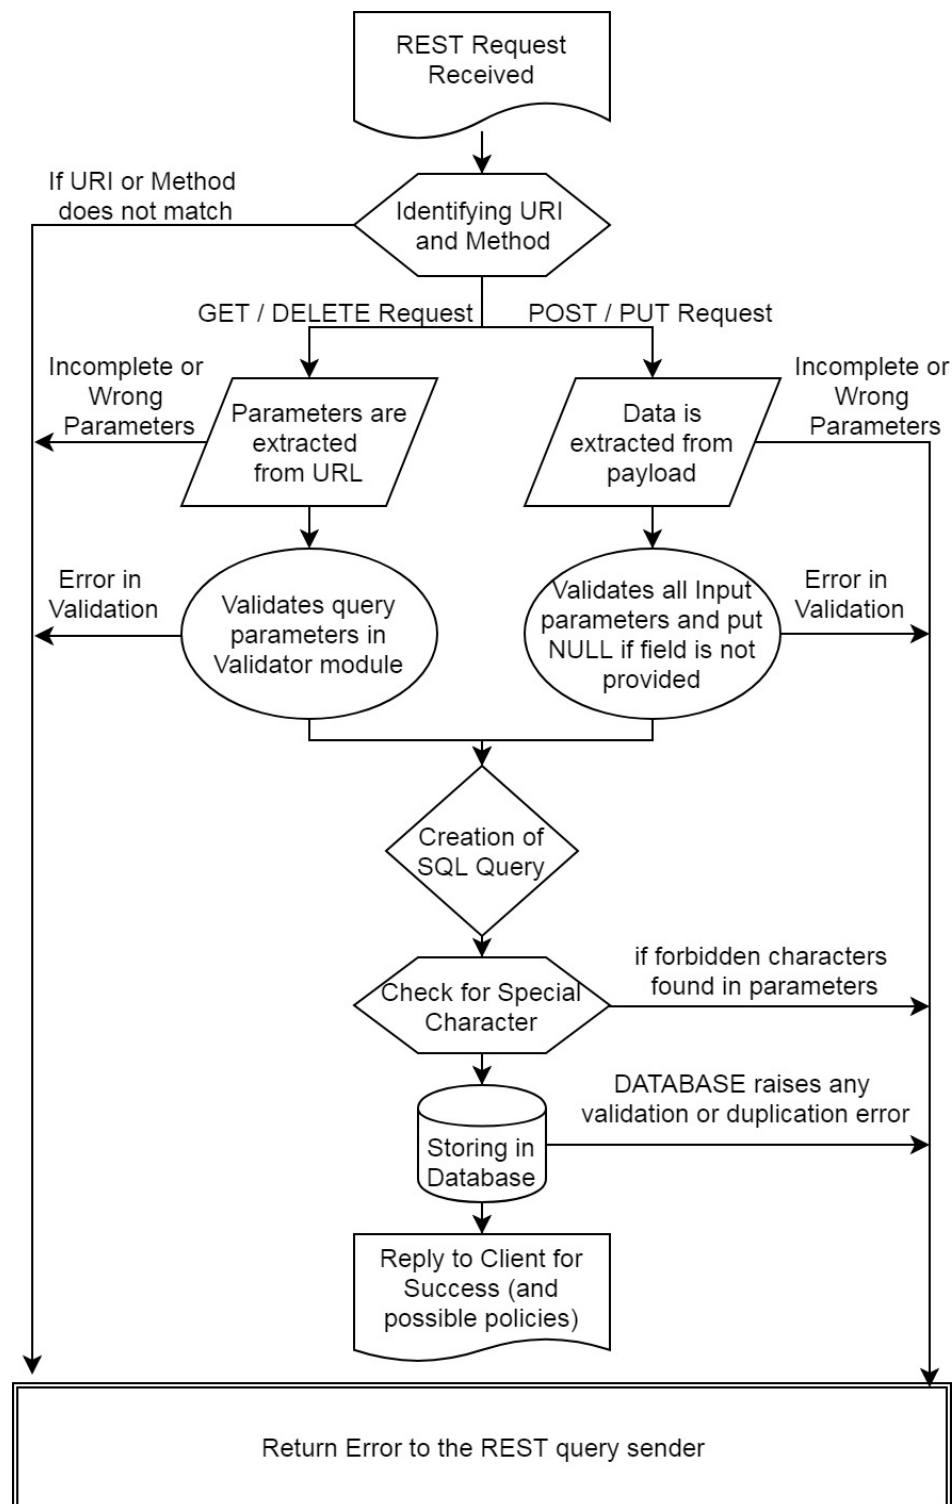 REST Request
Received
If URI or Method
does not match
Identifying URI
and Method
GET / DELETE Request
POST / PUT Request
Incomplete or
Wrong
Parameters
Parameters are
extracted
from URL
Data is
extracted from
payload
Incomplete or
Wrong
Parameters
Error in
Validation
Validates query
parameters in
Validator module
Validates all Input
parameters and put
NULL if field is not
provided
Error in
Validation
Creation of
SQL Query
if forbidden characters
found in parameters
Check for Special
Character
DATABASE raises any
validation or duplication error
Storing in
Database
Reply to Client for
Success (and
possible policies)
Return Error to the REST query sender